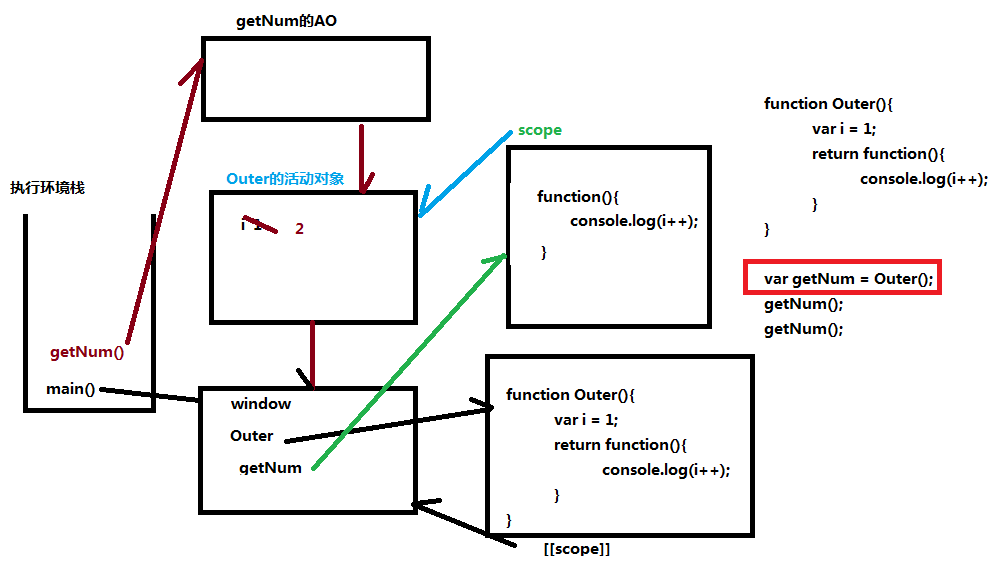 getNum的AO
scope
Outer的活动对象
执行环境栈
i 1
2
getNum()
main()
window
Outer
getNum
function(){
console.log(i++);
}
function Outer(){
var i = 1;
return function(){
console.log(i++);
}
}
[[scope]]
function Outer(){
var i = 1;
return function(){
console.log(i++);
}
}
var getNum = Outer();
getNum();
getNum();